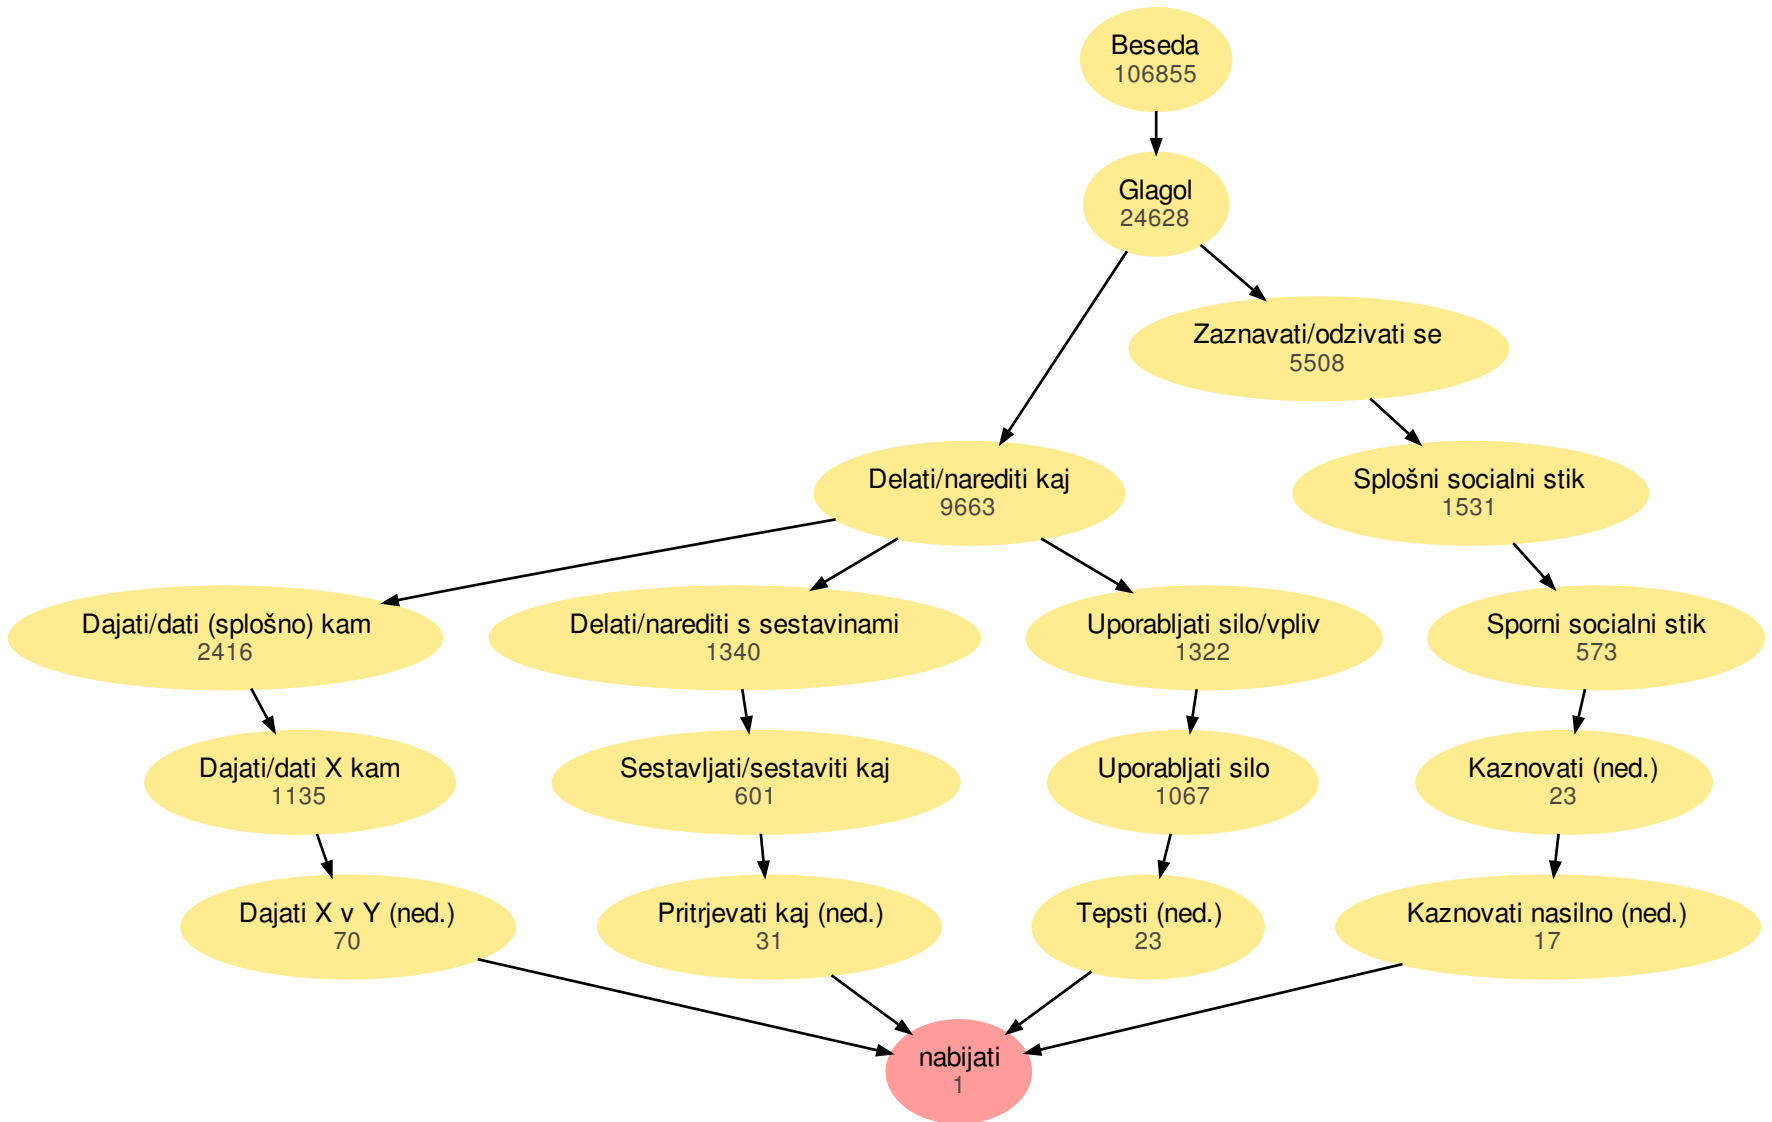 Beseda
106855
Glagol
24628
Zaznavati/odzivati se
5508
Delati/narediti kaj
9663
Splošni socialni stik
1531
Dajati/dati (splošno) kam
2416
Delati/narediti s sestavinami
1340
Uporabljati silo/vpliv
1322
Sporni socialni stik
573
Dajati/dati X kam
1135
Sestavljati/sestaviti kaj
601
Uporabljati silo
1067
Kaznovati (ned.)
23
Dajati X v Y (ned.)
70
Pritrjevati kaj (ned.)
31
Tepsti (ned.)
23
Kaznovati nasilno (ned.)
17
nabijati
1